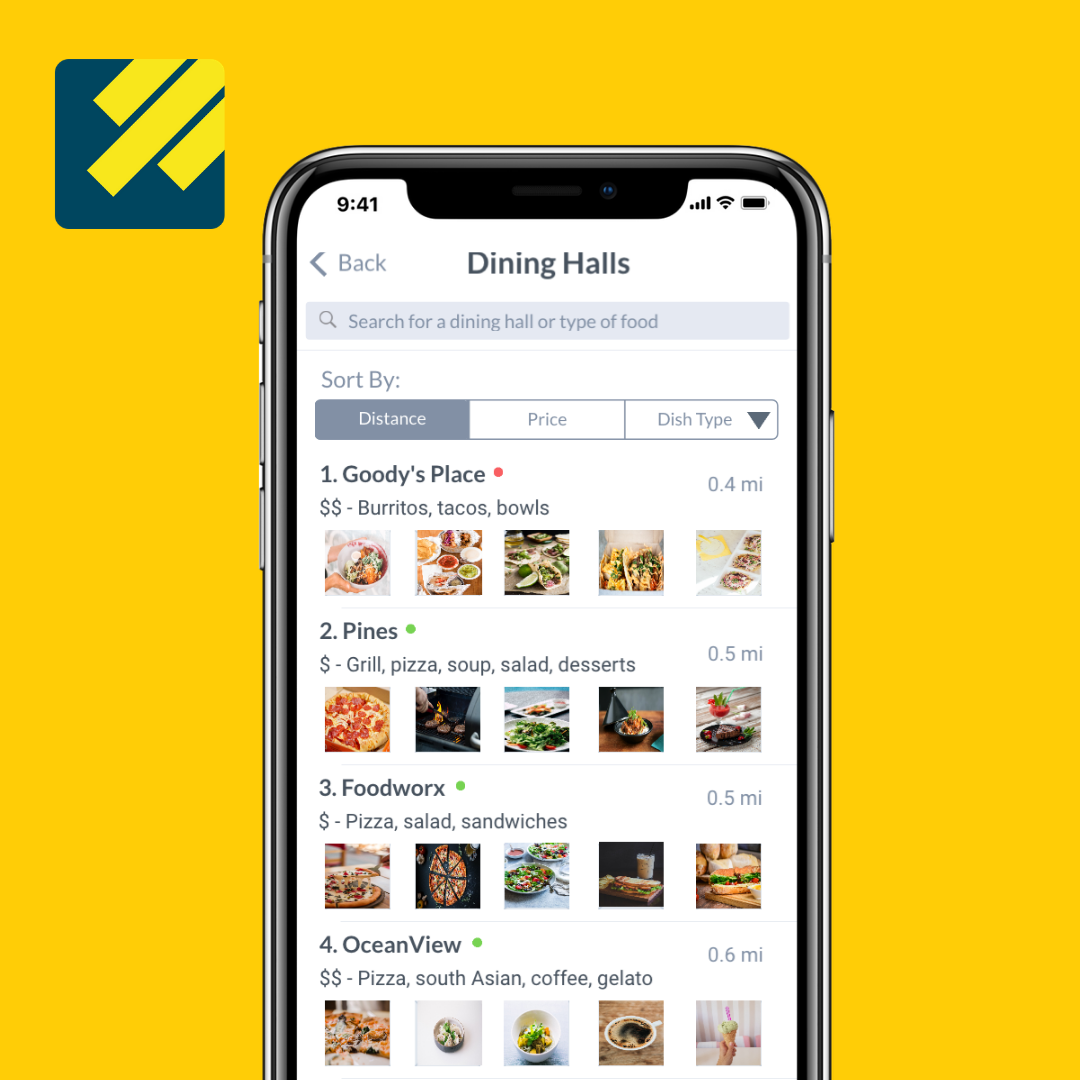 9:41
Back
Dining Halls
Search for a dining hall or type of food
Sort By:
Distance
Price
Dish Type
1. Goody's Place
0.4 mi
$$ - Burritos, tacos, bowls
2. Pines
0.5 mi
$ - Grill, pizza, soup, salad, desserts
3. Foodworx
0.5 mi
$ - Pizza, salad, sandwiches
4. OceanView
0.6 mi
$$ - Pizza, south Asian, coffee, gelato